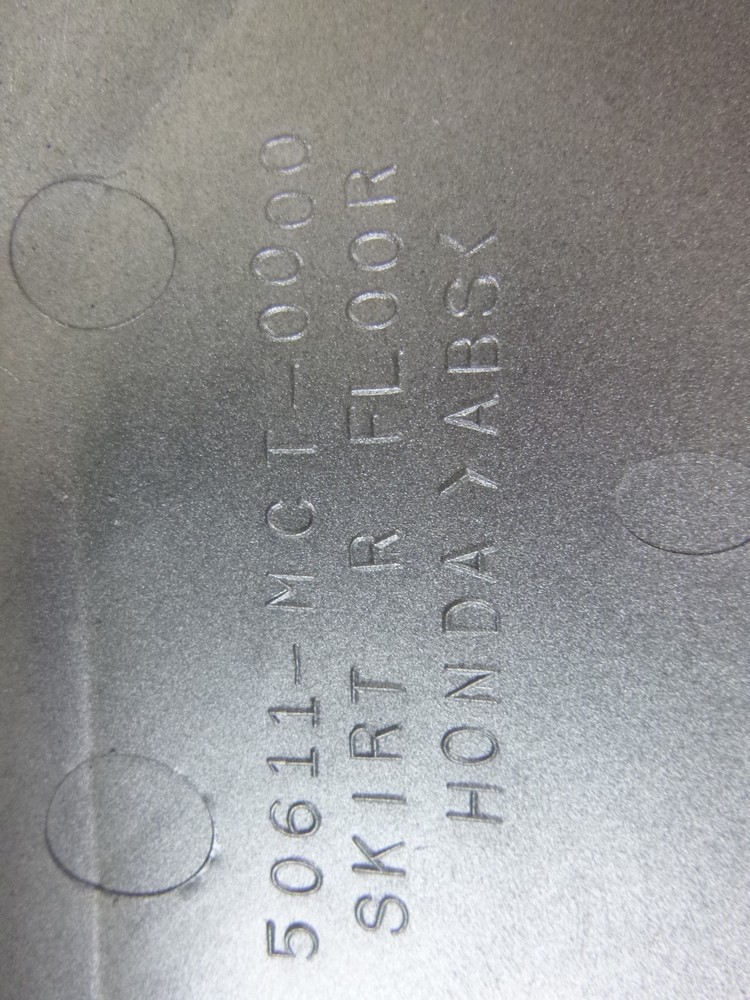 50611-MCT-0000
SKIRT R FLOOR
HONDA >ABS<